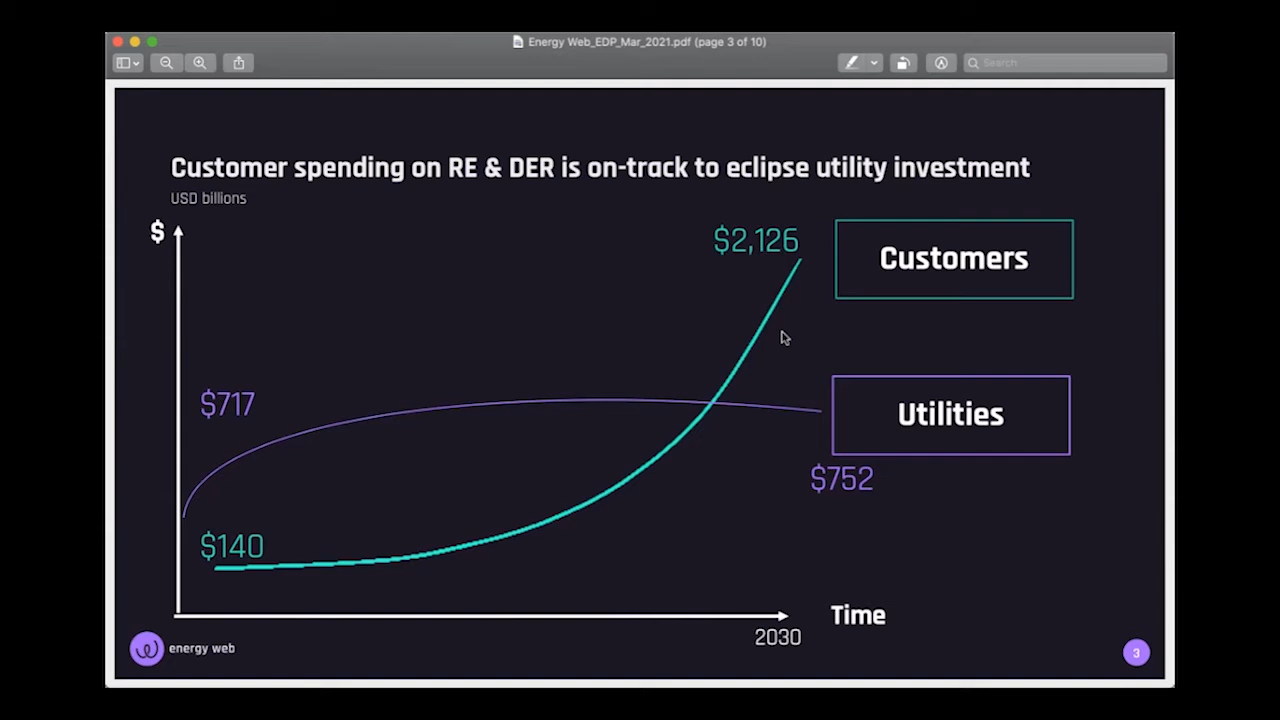 Energy Web_EDP_Mar_2021.pdf (page 3 of 10)
Search
Customer spending on RE & DER is on-track to eclipse utility investment
USD billions
$
$2,126
Customers
$717
Utilities
$752
$140
Time
2030
energy web
3